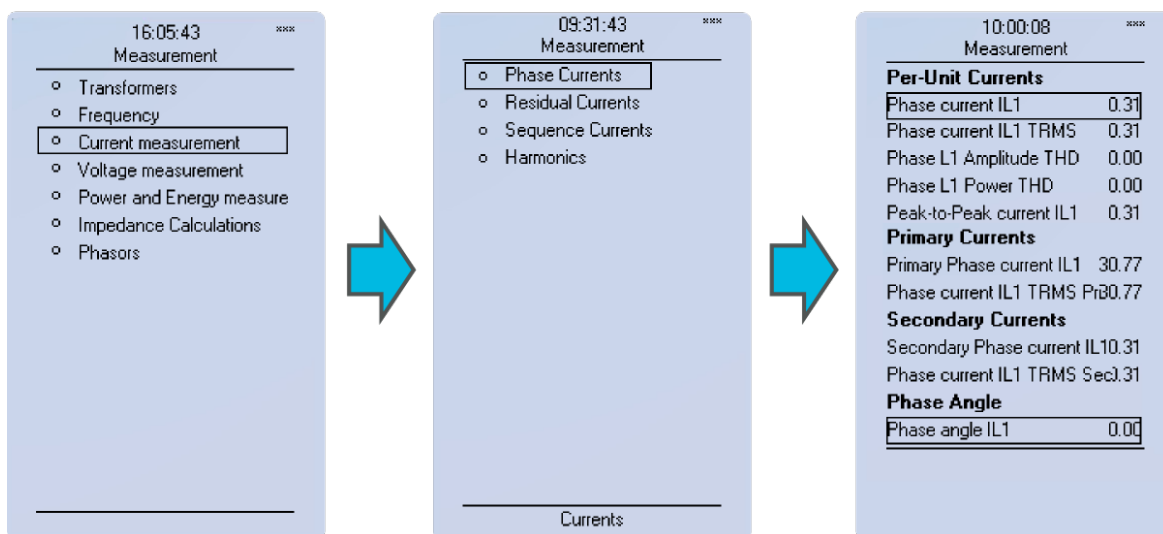 16:05:43 ***
Measurement
Transformers
Frequency
Current measurement
Voltage measurement
Power and Energy measure
Impedance Calculations
Phasors
09:31:43 ***
Measurement
Phase Currents
Residual Currents
Sequence Currents
Harmonics
Currents
10:00:08 ***
Measurement
Per-Unit Currents
Phase current IL1 0.31
Phase current IL1 TRMS 0.31
Phase L1 Amplitude THD 0.00
Phase L1 Power THD 0.00
Peak-to-Peak current IL1 0.31
Primary Currents
Primary Phase current IL1 30.77
Phase current IL1 TRMS Pri30.77
Secondary Currents
Secondary Phase current IL10.31
Phase current IL1 TRMS Sec0.31
Phase Angle
Phase angle IL1 0.00